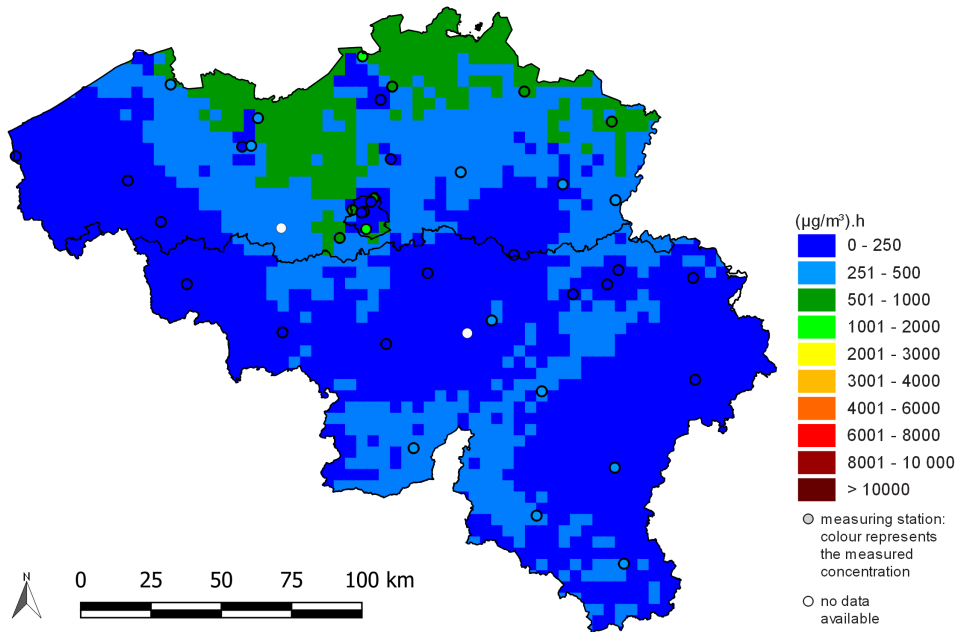 (µg/m³).h
0 - 250
251 - 500
501 - 1000
1001 - 2000
2001 - 3000
3001 - 4000
4001 - 6000
6001 - 8000
8001 - 10 000
> 10000
measuring station:
colour represents
the measured
concentration
no data
available
N
0 25 50 75 100 km